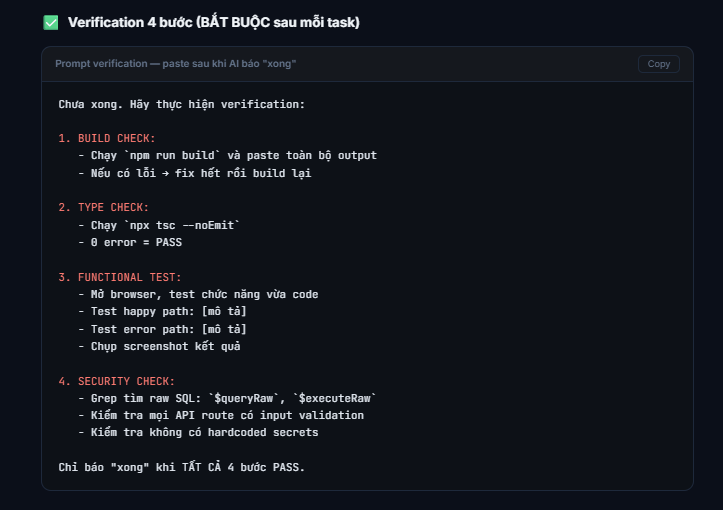 ✅ Verification 4 bước (BẮT BUỘC sau mỗi task)
Prompt verification — paste sau khi AI báo "xong"
Copy
Chưa xong. Hãy thực hiện verification:
1. BUILD CHECK:
- Chạy `npm run build` và paste toàn bộ output
- Nếu có lỗi → fix hết rồi build lại
2. TYPE CHECK:
- Chạy `npx tsc --noEmit`
- 0 error = PASS
3. FUNCTIONAL TEST:
- Mở browser, test chức năng vừa code
- Test happy path: [mô tả]
- Test error path: [mô tả]
- Chụp screenshot kết quả
4. SECURITY CHECK:
- Grep tìm raw SQL: `$queryRaw`, `$executeRaw`
- Kiểm tra mọi API route có input validation
- Kiểm tra không có hardcoded secrets
Chỉ báo "xong" khi TẤT CẢ 4 bước PASS.